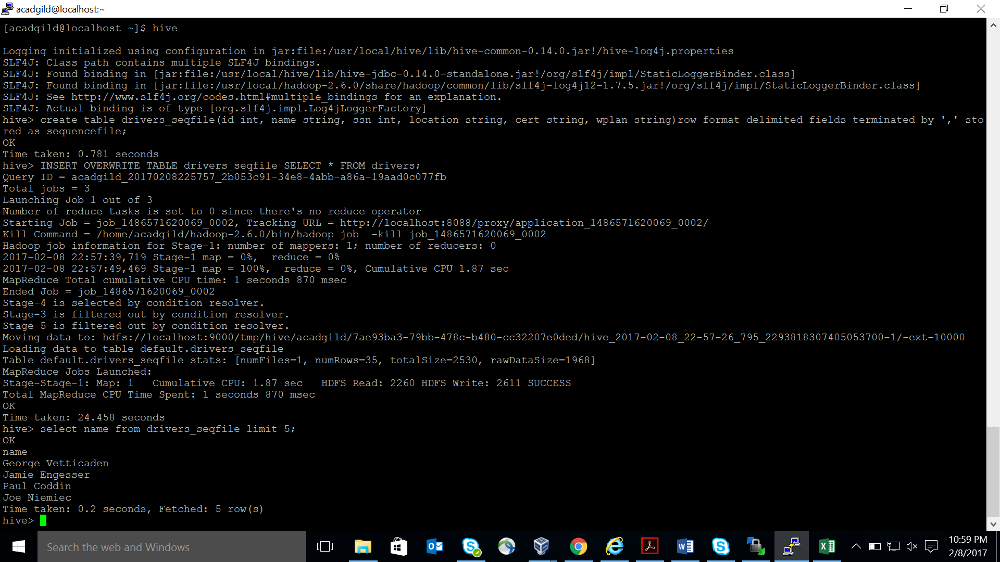 acadgild@localhost:~
[acadgild@localhost ~]$ hive
Logging initialized using configuration in jar:file:/usr/local/hive/lib/hive-common-0.14.0.jar!/hive-log4j.properties
SLF4J: Class path contains multiple SLF4J bindings.
SLF4J: Found binding in [jar:file:/usr/local/hive/lib/hive-jdbc-0.14.0-standalone.jar!/org/slf4j/impl/StaticLoggerBinder.class]
SLF4J: Found binding in [jar:file:/usr/local/hadoop-2.6.0/share/hadoop/common/lib/slf4j-log4j12-1.7.5.jar!/org/slf4j/impl/StaticLoggerBinder.class]
SLF4J: See http://www.slf4j.org/codes.html#multiple_bindings for an explanation.
SLF4J: Actual binding is of type [org.slf4j.impl.Log4jLoggerFactory]
hive> create table drivers_seqfile(id int, name string, ssn int, location string, cert string, wplan string)row format delimited fields terminated by ',' sto
red as sequencefile;
OK
Time taken: 0.781 seconds
hive> INSERT OVERWRITE TABLE drivers_seqfile SELECT * FROM drivers;
Query ID = acadgild_20170208225757_2b053c91-34e8-4abb-a86a-19aad0c077fb
Total jobs = 3
Launching Job 1 out of 3
Number of reduce tasks is set to 0 since there's no reduce operator
Starting Job = job_1486571620069_0002, Tracking URL = http://localhost:8088/proxy/application_1486571620069_0002/
Kill Command = /home/acadgild/hadoop-2.6.0/bin/hadoop job  -kill job_1486571620069_0002
Hadoop job information for Stage-1: number of mappers: 1; number of reducers: 0
2017-02-08 22:57:39,719 Stage-1 map = 0%,  reduce = 0%
2017-02-08 22:57:49,469 Stage-1 map = 100%,  reduce = 0%, Cumulative CPU 1.87 sec
MapReduce Total cumulative CPU time: 1 seconds 870 msec
Ended Job = job_1486571620069_0002
Stage-4 is selected by condition resolver.
Stage-3 is filtered out by condition resolver.
Stage-5 is filtered out by condition resolver.
Moving data to: hdfs://localhost:9000/tmp/hive/acadgild/7ae93ba3-79bb-478c-b480-cc32207e0ded/hive_2017-02-08_22-57-26_795_2293818307405053700-1/-ext-10000
Loading data to table default.drivers_seqfile
Table default.drivers_seqfile stats: [numFiles=1, numRows=35, totalSize=2530, rawDataSize=1968]
MapReduce Jobs Launched:
Stage-Stage-1: Map: 1   Cumulative CPU: 1.87 sec   HDFS Read: 2260 HDFS Write: 2611 SUCCESS
Total MapReduce CPU Time Spent: 1 seconds 870 msec
OK
Time taken: 24.458 seconds
hive> select name from drivers_seqfile limit 5;
OK
name
George Vetticaden
Jamie Engesser
Paul Coddin
Joe Niemiec
Time taken: 0.2 seconds, Fetched: 5 row(s)
hive>
Search the web and Windows
10:59 PM
2/8/2017